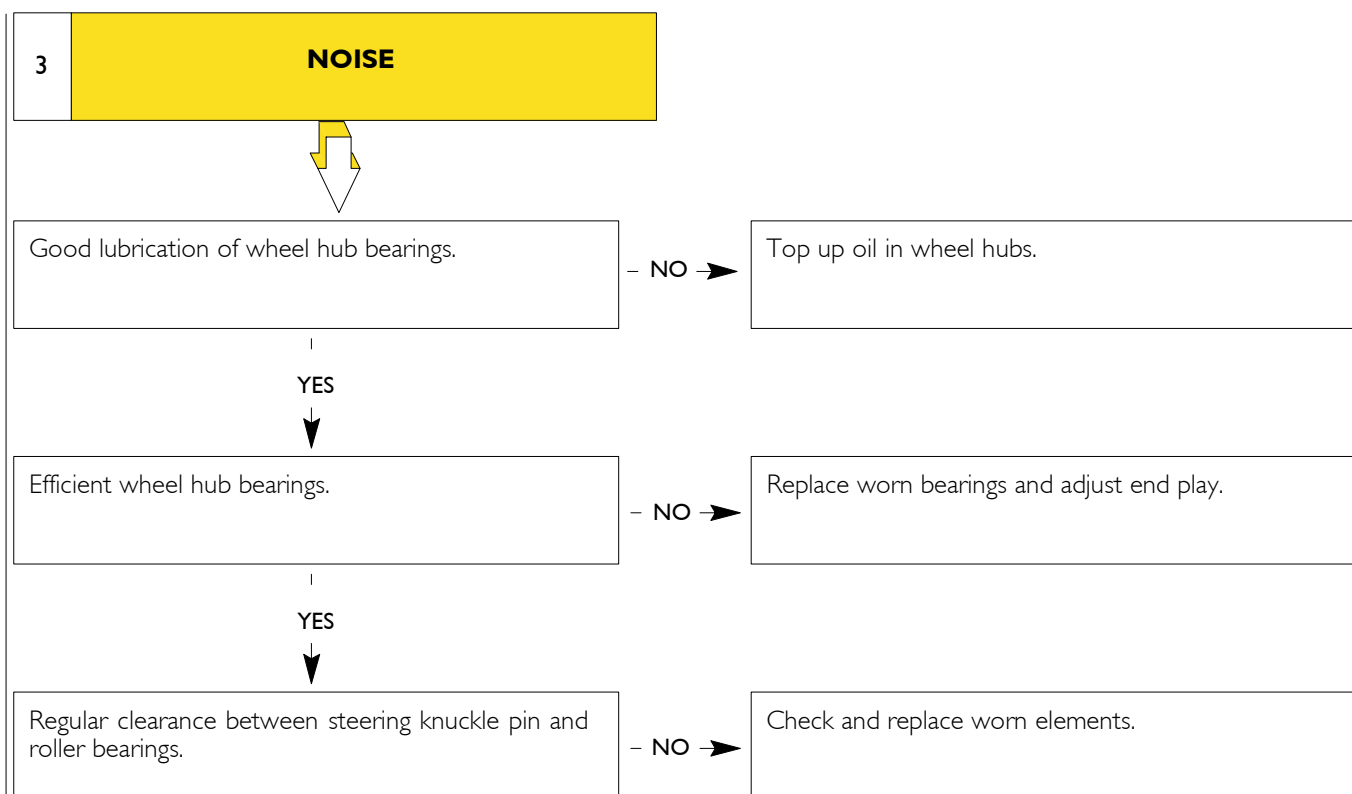 3
NOISE
Good lubrication of wheel hub bearings.
NO
Top up oil in wheel hubs.
YES
Efficient wheel hub bearings.
NO
Replace worn bearings and adjust end play.
YES
Regular clearance between steering knuckle pin and
roller bearings.
NO
Check and replace worn elements.